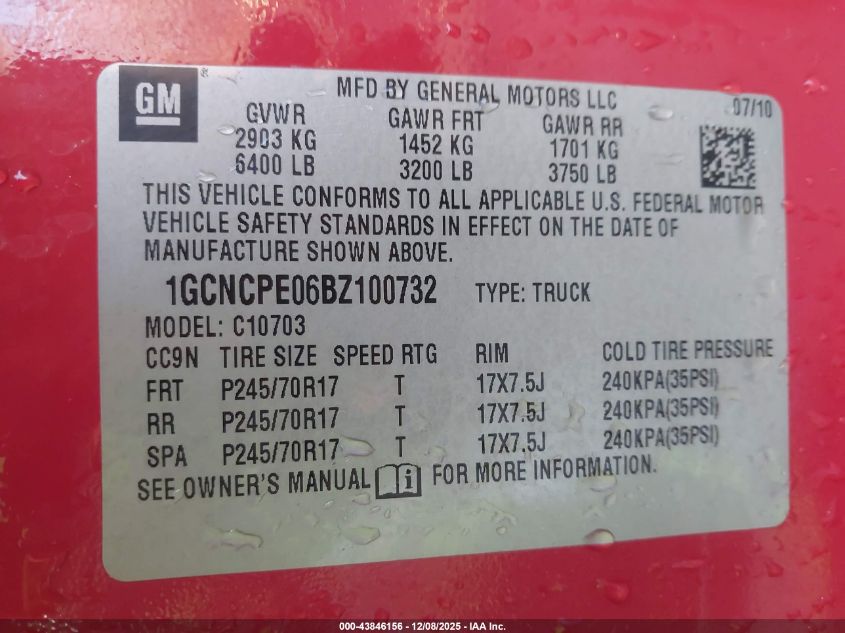 GM
MFD BY GENERAL MOTORS LLC
07/10
GVWR GAWR FRT GAWR RR
2903 KG 1452 KG 1701 KG
6400 LB 3200 LB 3750 LB
THIS VEHICLE CONFORMS TO ALL APPLICABLE U.S. FEDERAL MOTOR
VEHICLE SAFETY STANDARDS IN EFFECT ON THE DATE OF
MANUFACTURE SHOWN ABOVE.
1GCNCPE06BZ100732 TYPE: TRUCK
MODEL: C10703
CC9N TIRE SIZE SPEED RTG RIM COLD TIRE PRESSURE
FRT P245/70R17 T 17X7.5J 240KPA(35PSI)
RR P245/70R17 T 17X7.5J 240KPA(35PSI)
SPA P245/70R17 T 17X7.5J 240KPA(35PSI)
SEE OWNER'S MANUAL i FOR MORE INFORMATION.
000-43846156 - 12/08/2025 - IAA Inc.